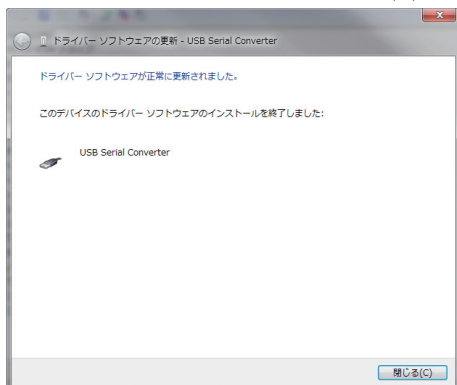 ドライバー ソフトウェアの更新 - USB Serial Converter
ドライバー ソフトウェアが正常に更新されました。
このデバイスのドライバー ソフトウェアのインストールを終了しました:
USB Serial Converter
閉じる(C)